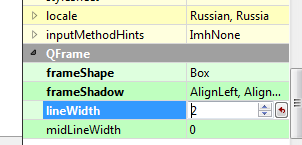 locale Russian, Russia
inputMethodHints ImhNone
QFrame
frameShape Box
frameShadow AlignLeft, Align...
lineWidth 2
midLineWidth 0